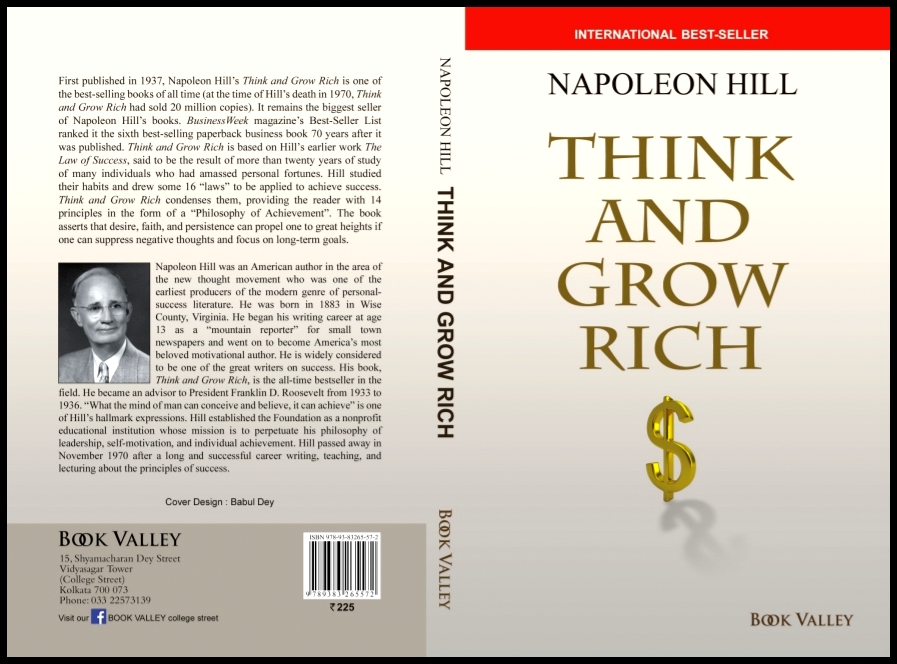 First published in 1937, Napoleon Hill's Think and Grow Rich is one of
the best-selling books of all time (at the time of Hill's death in 1970, Think
and Grow Rich had sold 20 million copies). It remains the biggest seller
of Napoleon Hill's books. BusinessWeek magazine's Best-Seller List
ranked it the sixth best-selling paperback business book 70 years after it
was published. Think and Grow Rich is based on Hill's earlier work The
Law of Success, said to be the result of more than twenty years of study
of many individuals who had amassed personal fortunes. Hill studied
their habits and drew some 16 “laws” to be applied to achieve success.
Think and Grow Rich condenses them, providing the reader with 14
principles in the form of a “Philosophy of Achievement”. The book
asserts that desire, faith, and persistence can propel one to great heights if
one can suppress negative thoughts and focus on long-term goals.
Napoleon Hill was an American author in the area of
the new thought movement who was one of the
earliest producers of the modern genre of personal-
success literature. He was born in 1883 in Wise
County, Virginia. He began his writing career at age
13 as a “mountain reporter” for small town
newspapers and went on to become America's most
beloved motivational author. He is widely considered
to be one of the great writers on success. His book,
Think and Grow Rich, is the all-time bestseller in the
field. He became an advisor to President Franklin D. Roosevelt from 1933 to
1936. “What the mind of man can conceive and believe, it can achieve” is one
of Hill's hallmark expressions. Hill established the Foundation as a nonprofit
educational institution whose mission is to perpetuate his philosophy of
leadership, self-motivation, and individual achievement. Hill passed away in
November 1970 after a long and successful career writing, teaching, and
lecturing about the principles of success.
Cover Design : Babul Dey
BOOK VALLEY
15, Shyamacharan Dey Street
Vidyasagar Tower
(College Street)
Kolkata 700 073
Phone: 033 22573139
Visit our f BOOK VALLEY college street
ISBN 978-93-83265-57-2
9 789383 265572
₹ 225
NAPOLEON HILL THINK AND GROW RICH BOOK VALLEY
INTERNATIONAL BEST-SELLER
NAPOLEON HILL
THINK
AND
GROW
RICH
$
BOOK VALLEY